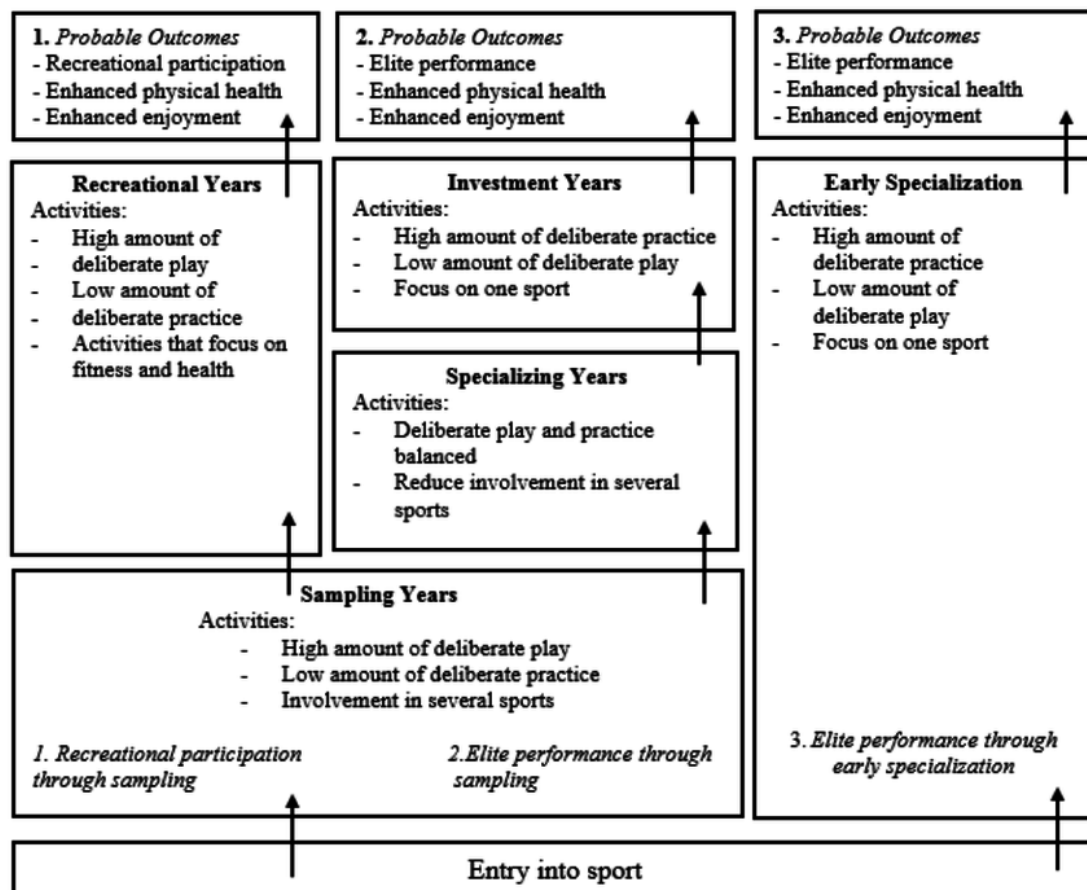 1. Probable Outcomes
- Recreational participation
- Enhanced physical health
- Enhanced enjoyment
2. Probable Outcomes
- Elite performance
- Enhanced physical health
- Enhanced enjoyment
3. Probable Outcomes
- Elite performance
- Enhanced physical health
- Enhanced enjoyment
Recreational Years
Activities:
- High amount of
- deliberate play
- Low amount of
- deliberate practice
- Activities that focus on
fitness and health
Investment Years
Activities:
- High amount of deliberate practice
- Low amount of deliberate play
- Focus on one sport
Early Specialization
Activities:
- High amount of
deliberate practice
- Low amount of
deliberate play
- Focus on one sport
Specializing Years
Activities:
- Deliberate play and practice
balanced
- Reduce involvement in several
sports
Sampling Years
Activities:
- High amount of deliberate play
- Low amount of deliberate practice
- Involvement in several sports
1. Recreational participation
through sampling
2.Elite performance through
sampling
3. Elite performance through
early specialization
Entry into sport